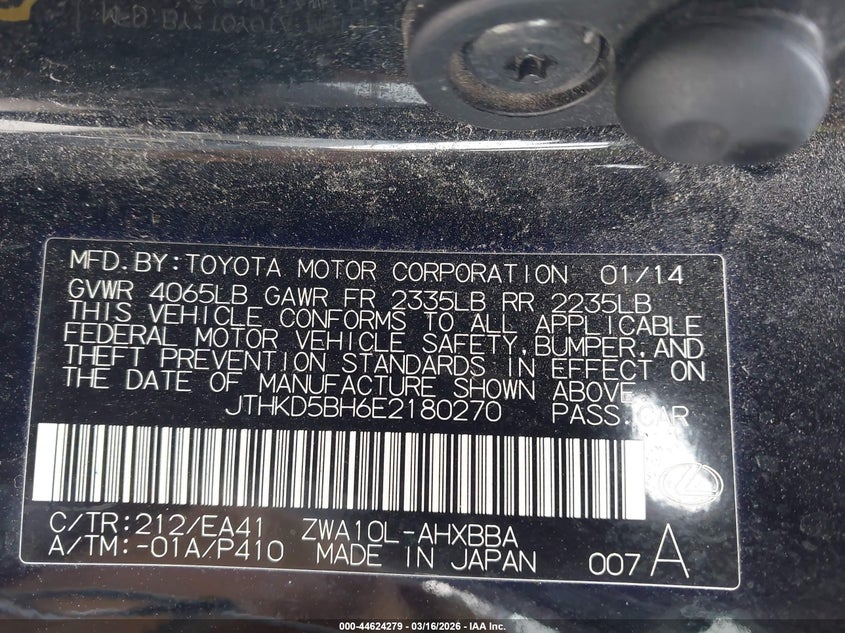 MFD.BY:TOYOTA MOTOR CORPORATION 01/14
GVWR 4065LB GAWR FR 2335LB RR 2235LB
THIS VEHICLE CONFORMS TO ALL APPLICABLE
FEDERAL MOTOR VEHICLE SAFETY,BUMPER,AND
THEFT PREVENTION STANDARDS IN EFFECT ON
THE DATE OF MANUFACTURE SHOWN ABOVE.
JTHKD5BH6E2180270 PASS.CAR
C/TR:212/EA41 ZWA10L-AHXBBA
A/TM:-01A/P410 MADE IN JAPAN 007 A
000-44624279 - 03/16/2026 - IAA Inc.